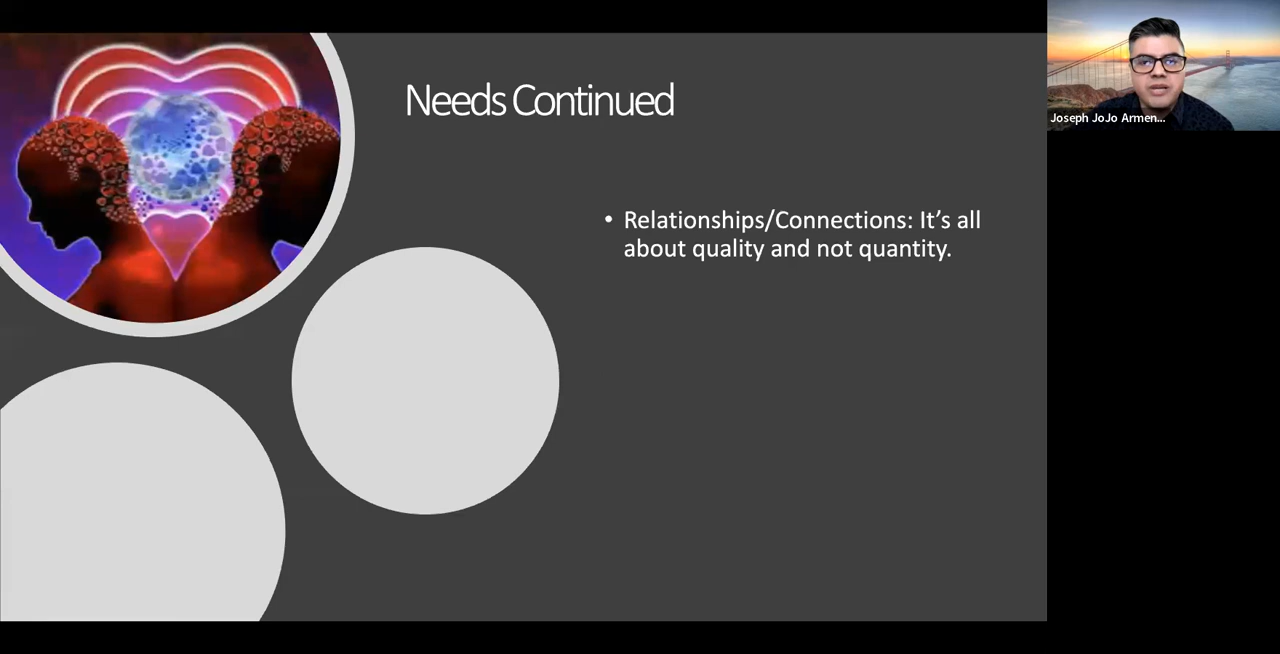 Needs Continued
• Relationships/Connections: It’s all
about quality and not quantity.
Joseph JoJo Armen...